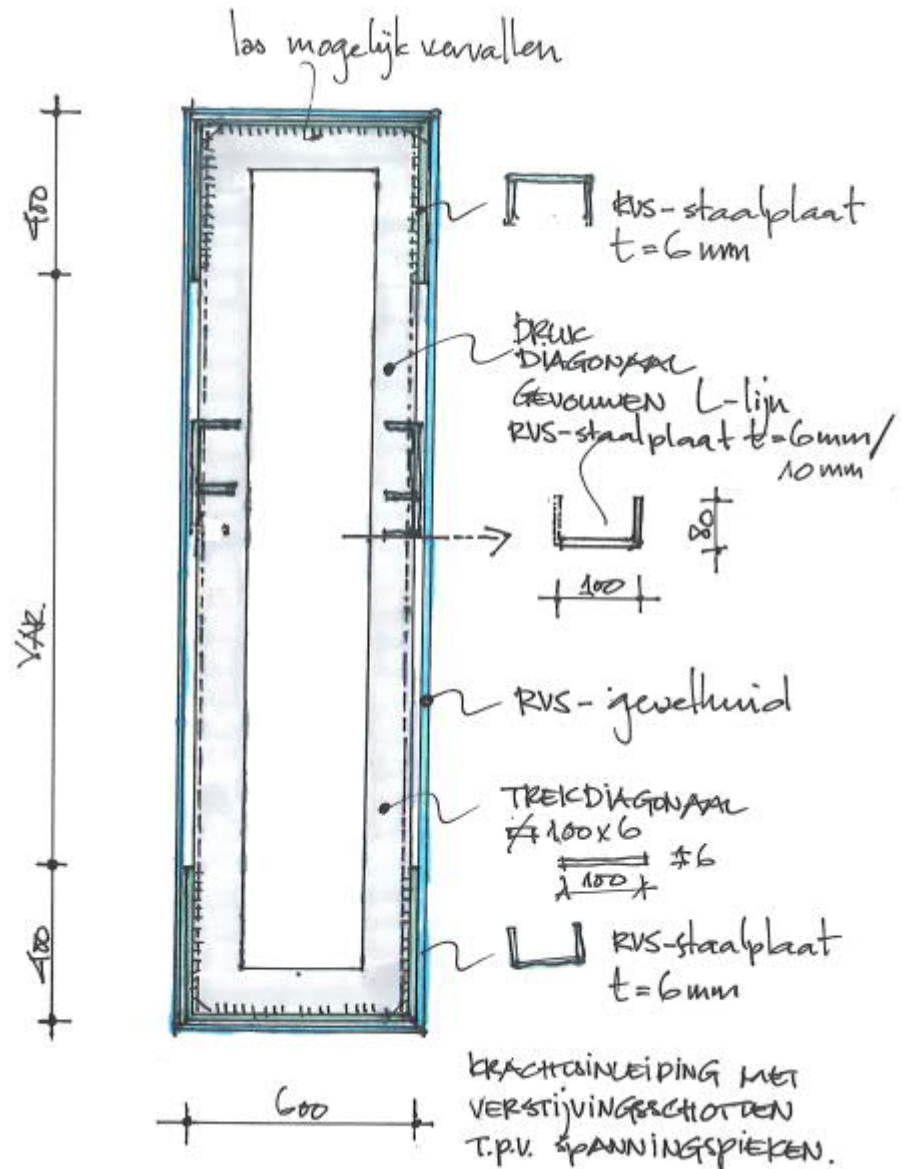 las mogelijk vervallen
400
RVS-staalplaat
t=6mm
DRUK
DIAGONAAL
GEVOUWEN L-lijn
RVS-staalplaat t=6mm/
10mm
80
100
VAR.
RVS-gevelhuid
TREKDIAGONAAL
100x6
100
6
400
RVS-staalplaat
t=6mm
600
KRACHTSINLEIDING MET
VERSTIJVINGSSCHOTTEN
T.P.V. SPANNINGSPIEKEN.